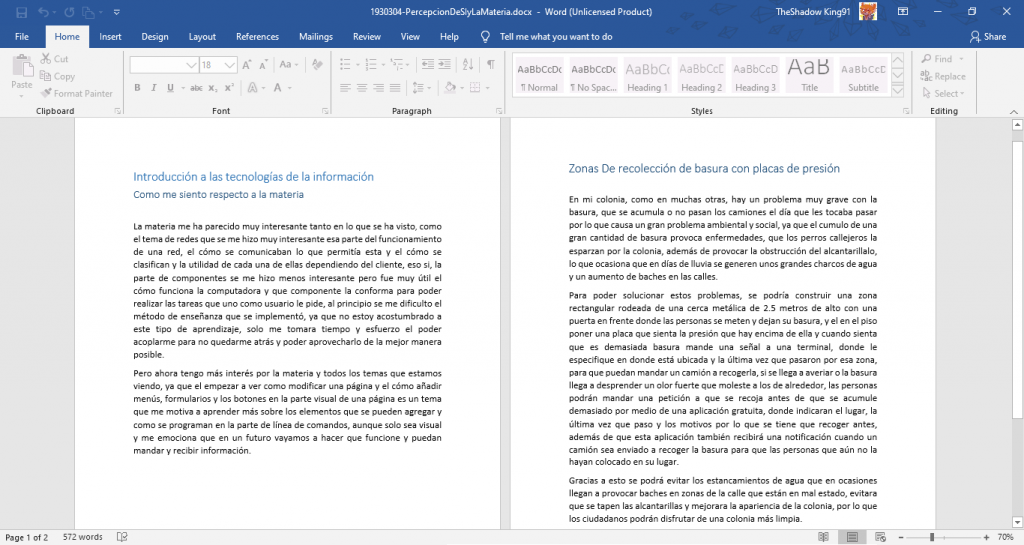 1930304-PercepcionDeSIyLaMateria.docx - Word (Unlicensed Product)
TheShadow King91
File Home Insert Design Layout References Mailings Review View Help Tell me what you want to do
Share
Paste
Cut
Copy
Format Painter
Clipboard
18
A A Aa
B I U abc x₂ x² A A
Font
Paragraph
AaBbCcDc AaBbCcDc AaBbC AaBbCcC AaBbCcD AaB AaBbCcD
¶ Normal ¶ No Spac... Heading 1 Heading 2 Heading 3 Title Subtitle
Styles
Find
Replace
Select
Editing
Introducción a las tecnologías de la información
Como me siento respecto a la materia
La materia me ha parecido muy interesante tanto en lo que se ha visto, como
el tema de redes que se me hizo muy interesante esa parte del funcionamiento
de una red, el cómo se comunicaban lo que permitía esta y el cómo se
clasifican y la utilidad de cada una de ellas dependiendo del cliente, eso si, la
parte de componentes se me hizo menos interesante pero fue muy útil el
cómo funciona la computadora y que componente la conforma para poder
realizar las tareas que uno como usuario le pide, al principio se me dificulto el
método de enseñanza que se implementó, ya que no estoy acostumbrado a
este tipo de aprendizaje, solo me tomara tiempo y esfuerzo el poder
acoplarme para no quedarme atrás y poder aprovecharlo de la mejor manera
posible.
Pero ahora tengo más interés por la materia y todos los temas que estamos
viendo, ya que el empezar a ver como modificar una página y el cómo añadir
menús, formularios y los botones en la parte visual de una página es un tema
que me motiva a aprender más sobre los elementos que se pueden agregar y
como se programan en la parte de línea de comandos, aunque solo sea visual
y me emociona que en un futuro vayamos a hacer que funcione y puedan
mandar y recibir información.
Zonas De recolección de basura con placas de presión
En mi colonia, como en muchas otras, hay un problema muy grave con la
basura, que se acumula o no pasan los camiones el día que les tocaba pasar
por lo que causa un gran problema ambiental y social, ya que el cumulo de una
gran cantidad de basura provoca enfermedades, que los perros callejeros la
esparzan por la colonia, además de provocar la obstrucción del alcantarillalo,
lo que ocasiona que en días de lluvia se generen unos grandes charcos de agua
y un aumento de baches en las calles.
Para poder solucionar estos problemas, se podría construir una zona
rectangular rodeada de una cerca metálica de 2.5 metros de alto con una
puerta en frente donde las personas se meten y dejan su basura, y el en el piso
poner una placa que sienta la presión que hay encima de ella y cuando sienta
que es demasiada basura mande una señal a una terminal, donde le
especifique en donde está ubicada y la última vez que pasaron por esa zona,
para que puedan mandar un camión a recogerla, si se llega a averiar o la basura
llega a desprender un olor fuerte que moleste a los de alrededor, las personas
podrán mandar una petición a que se recoja antes de que se acumule
demasiado por medio de una aplicación gratuita, donde indicaran el lugar, la
última vez que paso y los motivos por lo que se tiene que recoger antes,
además de que esta aplicación también recibirá una notificación cuando un
camión sea enviado a recoger la basura para que las personas que aún no la
hayan colocado en su lugar.
Gracias a esto se podrá evitar los estancamientos de agua que en ocasiones
llegan a provocar baches en zonas de la calle que están en mal estado, evitara
que se tapen las alcantarillas y mejorara la apariencia de la colonia, por lo que
los ciudadanos podrán disfrutar de una colonia más limpia.
Page 1 of 2 572 words
70%